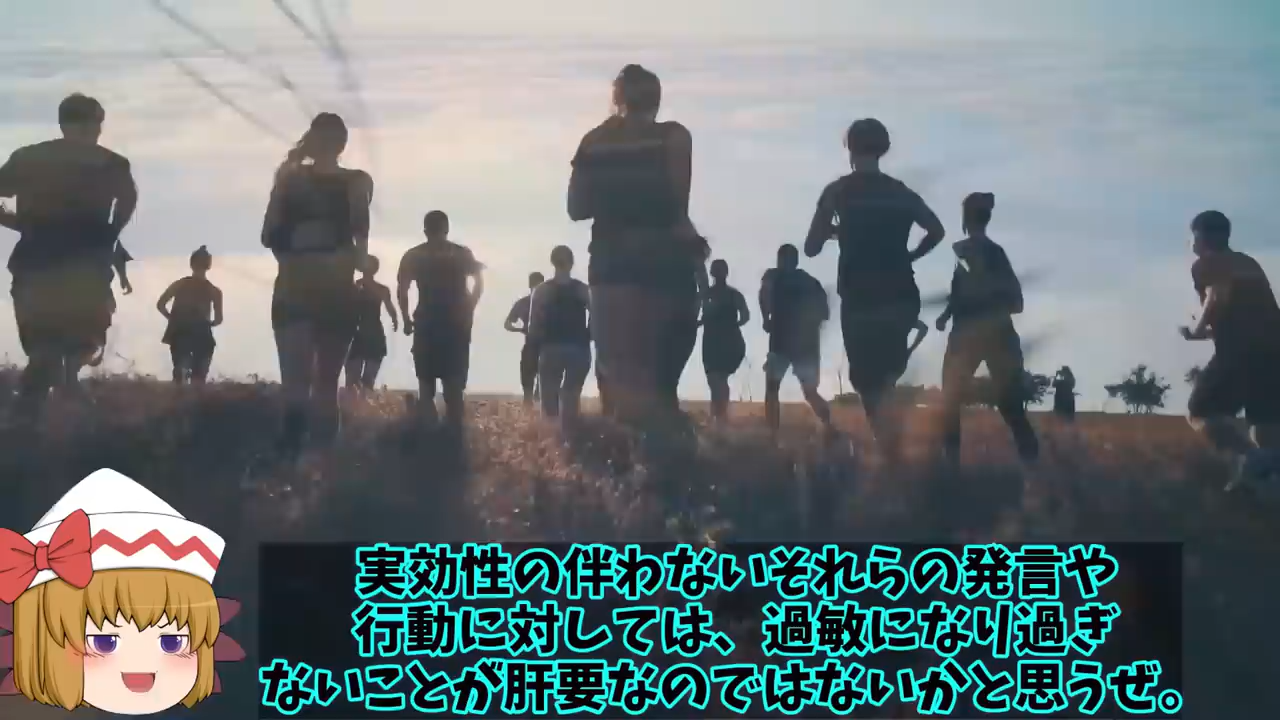 実効性の伴わないそれらの発言や
行動に対しては、過敏になり過ぎ
ないことが肝要なのではないかと思うぜ。